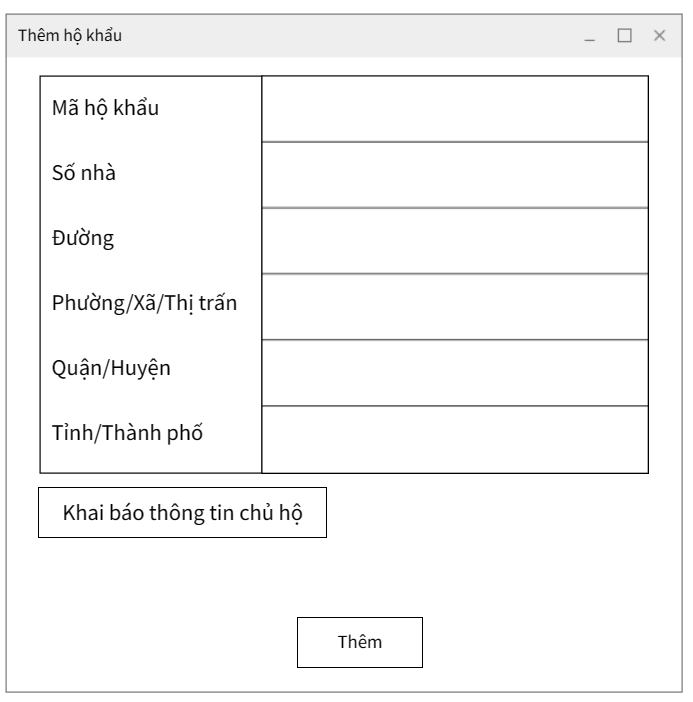 Thêm hộ khẩu
Mã hộ khẩu
Số nhà
Đường
Phường/Xã/Thị trấn
Quận/Huyện
Tỉnh/Thành phố
Khai báo thông tin chủ hộ
Thêm